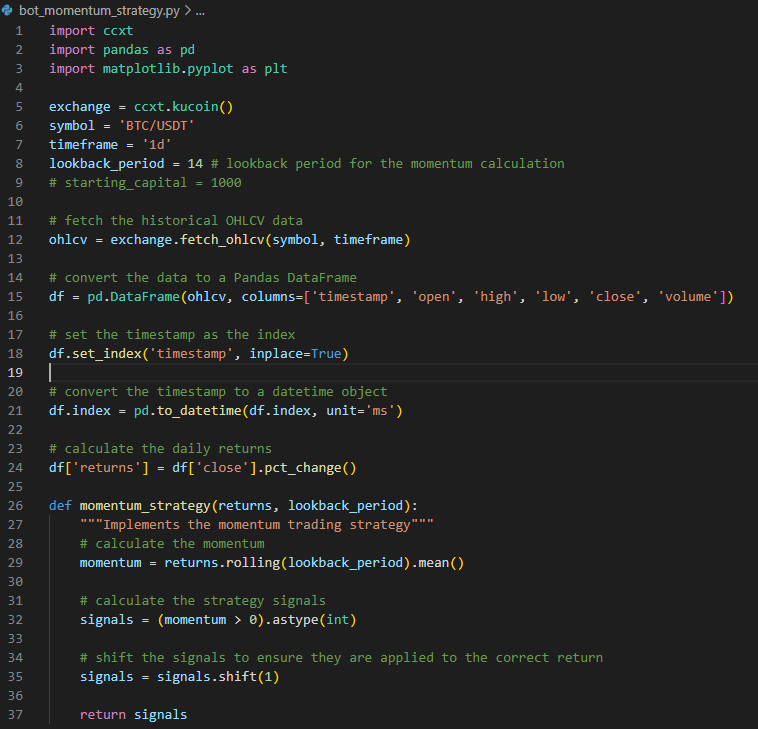 bot_momentum_strategy.py > ...
1 import ccxt
2 import pandas as pd
3 import matplotlib.pyplot as plt
4
5 exchange = ccxt.kucoin()
6 symbol = 'BTC/USDT'
7 timeframe = '1d'
8 lookback_period = 14 # lookback period for the momentum calculation
9 # starting_capital = 1000
10
11 # fetch the historical OHLCV data
12 ohlcv = exchange.fetch_ohlcv(symbol, timeframe)
13
14 # convert the data to a Pandas DataFrame
15 df = pd.DataFrame(ohlcv, columns=['timestamp', 'open', 'high', 'low', 'close', 'volume'])
16
17 # set the timestamp as the index
18 df.set_index('timestamp', inplace=True)
19
20 # convert the timestamp to a datetime object
21 df.index = pd.to_datetime(df.index, unit='ms')
22
23 # calculate the daily returns
24 df['returns'] = df['close'].pct_change()
25
26 def momentum_strategy(returns, lookback_period):
27     """Implements the momentum trading strategy"""
28     # calculate the momentum
29     momentum = returns.rolling(lookback_period).mean()
30
31     # calculate the strategy signals
32     signals = (momentum > 0).astype(int)
33
34     # shift the signals to ensure they are applied to the correct return
35     signals = signals.shift(1)
36
37     return signals